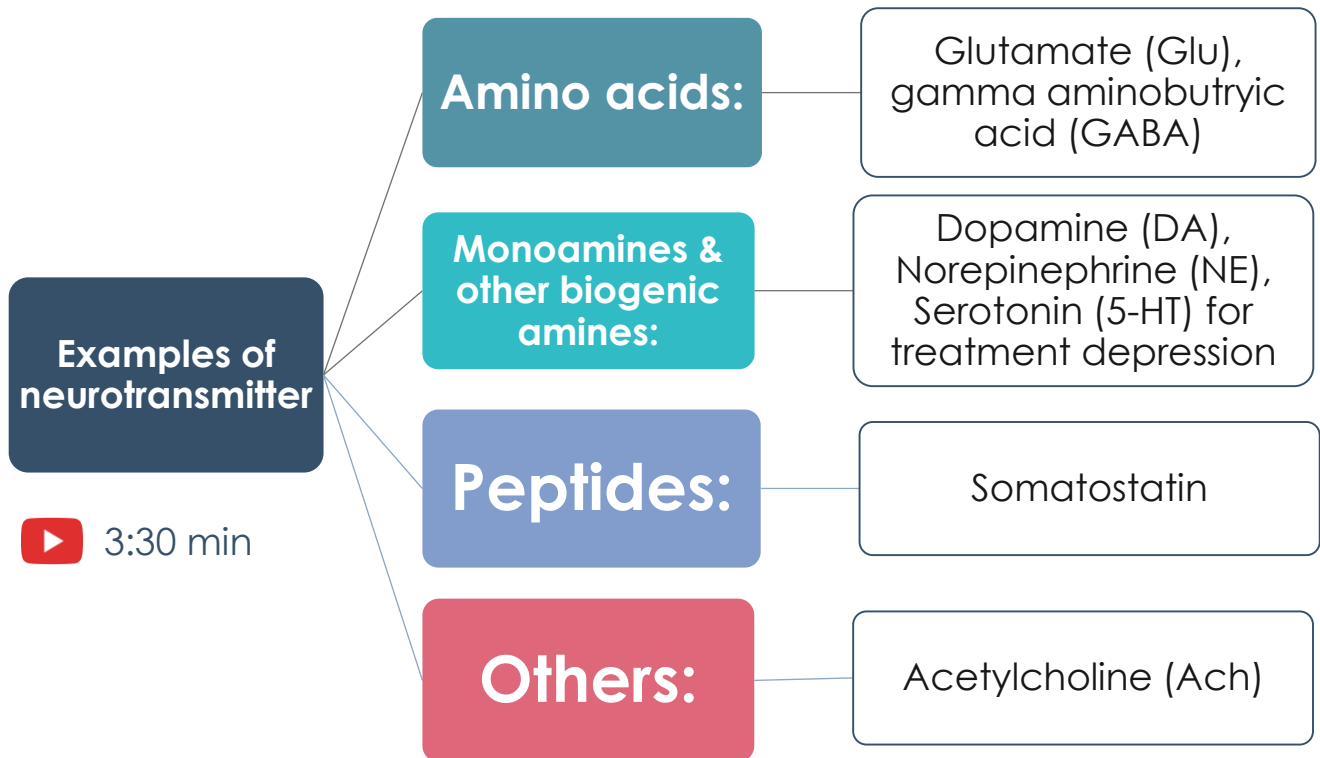 Amino acids:
Glutamate (Glu),
gamma aminobutryic
acid (GABA)
Monoamines &
other biogenic
amines:
Dopamine (DA),
Norepinephrine (NE),
Serotonin (5-HT) for
treatment depression
Examples of
neurotransmitter
Peptides:
Somatostatin
3:30 min
Others:
Acetylcholine (Ach)